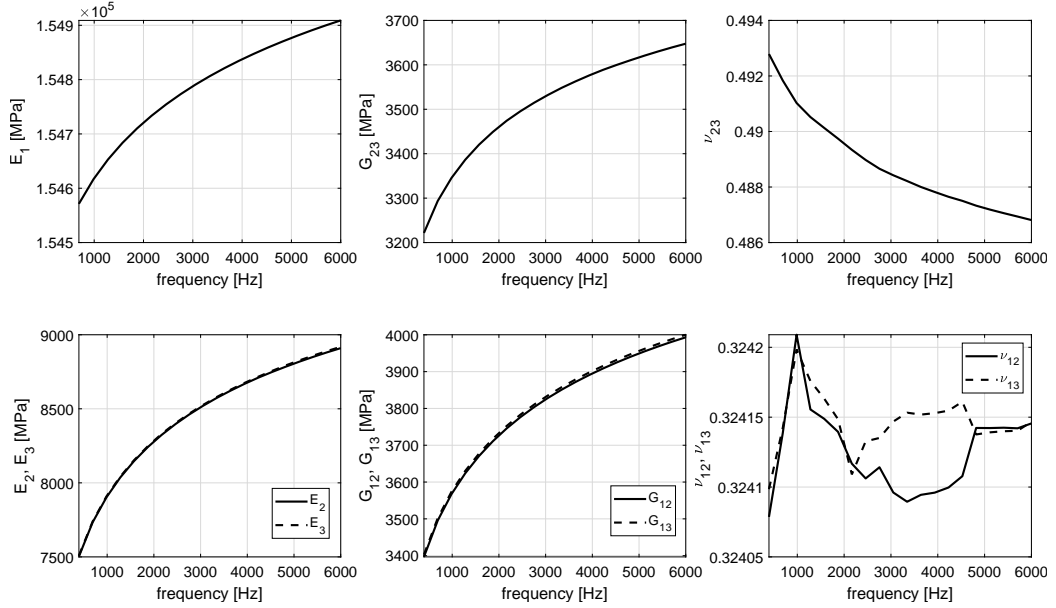 ×10^5
1.549
1.548
1.547
1.546
1.545
E_1 [MPa]
1000 2000 3000 4000 5000 6000
frequency [Hz]
3700
3600
3500
3400
3300
3200
G_23 [MPa]
1000 2000 3000 4000 5000 6000
frequency [Hz]
0.494
0.492
0.49
0.488
0.486
ν_23
1000 2000 3000 4000 5000 6000
frequency [Hz]
9000
8500
8000
7500
E_2, E_3 [MPa]
E_2
E_3
1000 2000 3000 4000 5000 6000
frequency [Hz]
4000
3900
3800
3700
3600
3500
3400
G_12, G_13 [MPa]
G_12
G_13
1000 2000 3000 4000 5000 6000
frequency [Hz]
0.3242
0.32415
0.3241
0.32405
ν_12, ν_13
ν_12
ν_13
1000 2000 3000 4000 5000 6000
frequency [Hz]